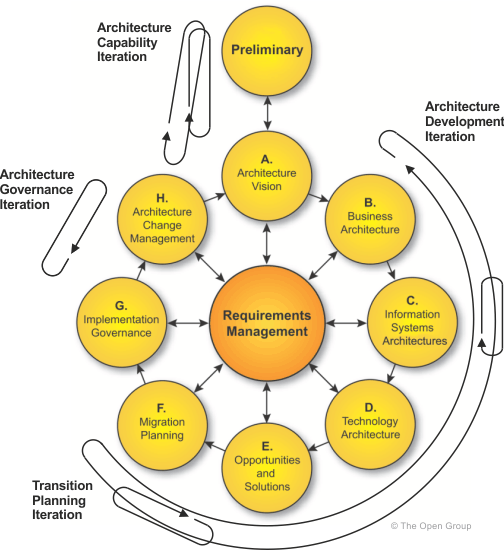 Architecture
Capability
Iteration
Preliminary
Architecture
Development
Iteration
A.
Architecture
Vision
Architecture
Governance
Iteration
H.
Architecture
Change
Management
B.
Business
Architecture
G.
Implementation
Governance
Requirements
Management
C.
Information
Systems
Architectures
F.
Migration
Planning
D.
Technology
Architecture
E.
Opportunities
and
Solutions
Transition
Planning
Iteration
© The Open Group